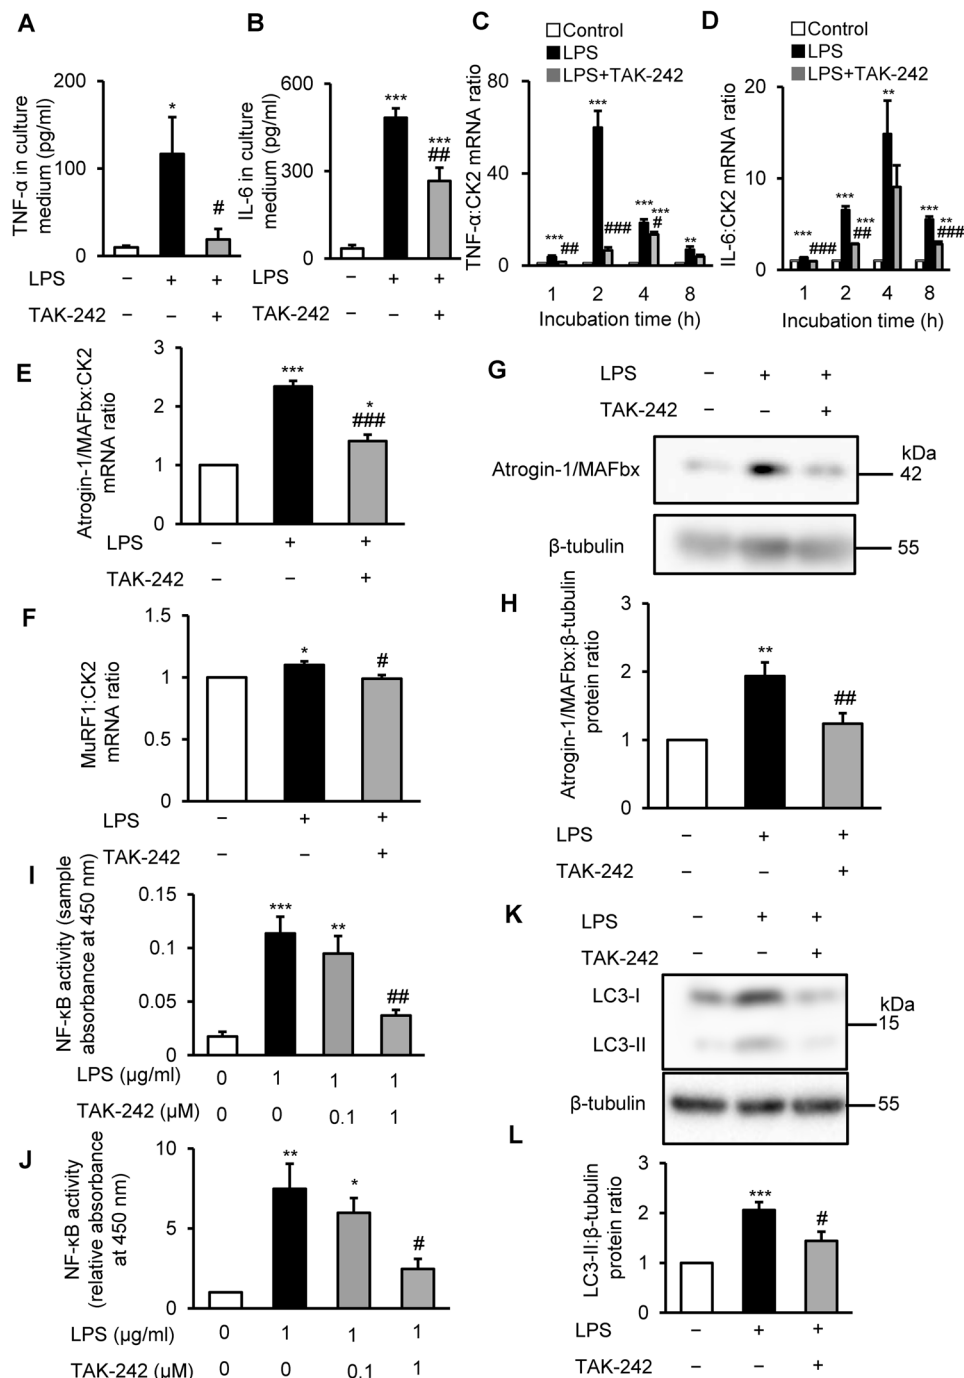 A
TNF-α in culture
medium (pg/ml)
200
100
0
*
#
LPS – + +
TAK-242 – – +
B
IL-6 in culture
medium (pg/ml)
600
300
0
***
***
##
LPS – + +
TAK-242 – – +
C
Control
LPS
LPS+TAK-242
TNF-α:CK2 mRNA ratio
80
40
0
***
##
***
###
***
***
#
**
1 2 4 8
Incubation time (h)
D
Control
LPS
LPS+TAK-242
IL-6:CK2 mRNA ratio
20
10
0
***
###
***
***
##
**
***
**
###
1 2 4 8
Incubation time (h)
E
Atrogin-1/MAFbx:CK2
mRNA ratio
3
2
1
0
***
*
###
LPS – + +
TAK-242 – – +
F
MuRF1:CK2
mRNA ratio
1.5
1
0.5
0
*
#
LPS – + +
TAK-242 – – +
G
LPS – + +
TAK-242 – – +
kDa
Atrogin-1/MAFbx 42
β-tubulin 55
H
Atrogin-1/MAFbx:β-tubulin
protein ratio
3
2
1
0
**
##
LPS – + +
TAK-242 – – +
I
NF-κB activity (sample
absorbance at 450 nm)
0.15
0.1
0.05
0
***
**
##
LPS (µg/ml) 0 1 1 1
TAK-242 (µM) 0 0 0.1 1
J
NF-κB activity
(relative absorbance
at 450 nm)
10
5
0
**
*
#
LPS (µg/ml) 0 1 1 1
TAK-242 (µM) 0 0 0.1 1
K
LPS – + +
TAK-242 – – +
LC3-I
kDa
15
LC3-II
β-tubulin 55
L
LC3-II:β-tubulin
protein ratio
3
2
1
0
***
#
LPS – + +
TAK-242 – – +